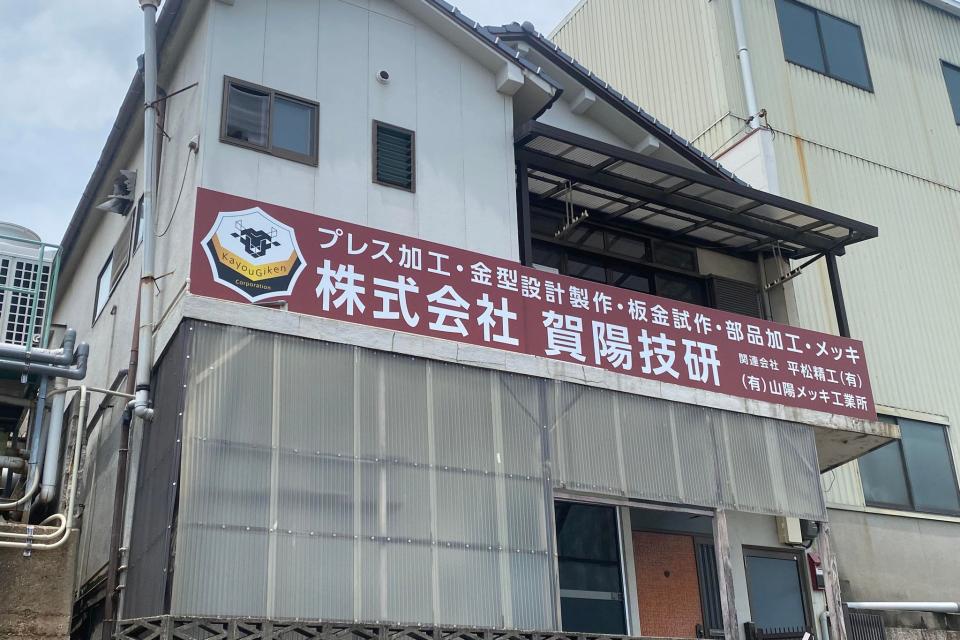 KayouGiken
Corporation
プレス加工・金型設計製作・板金試作・部品加工・メッキ
株式会社 賀陽技研
関連会社 平松精工(有)
(有)山陽メッキ工業所